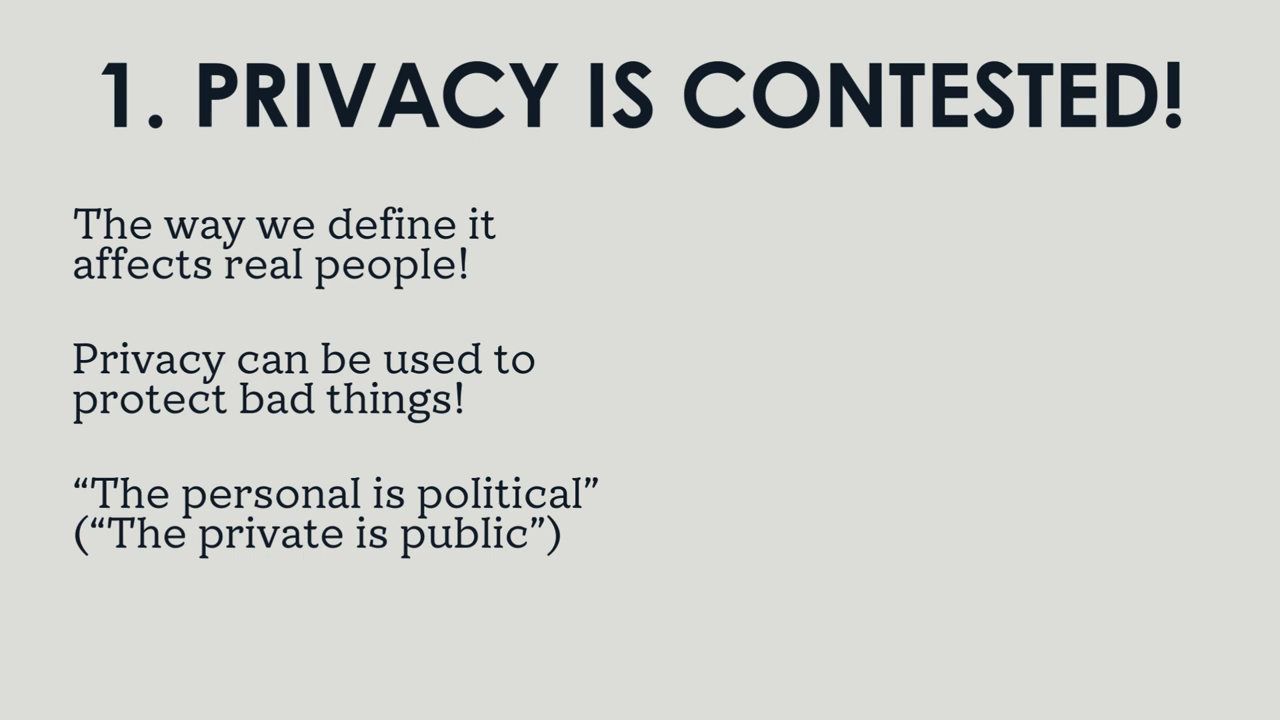 1. PRIVACY IS CONTESTED!
The way we define it
affects real people!
Privacy can be used to
protect bad things!
“The personal is political”
(“The private is public”)